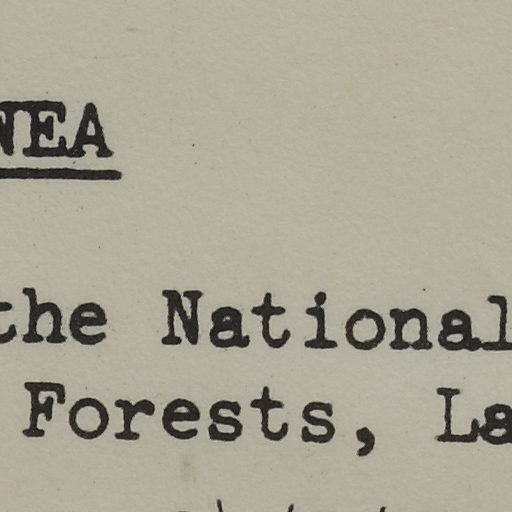 NEA
the National
Forests, La